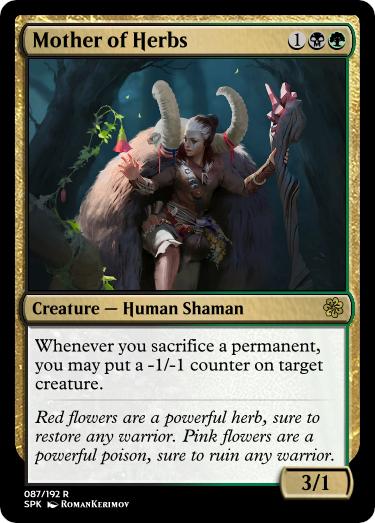 Mother of Herbs 1
Creature — Human Shaman
Whenever you sacrifice a permanent,
you may put a -1/-1 counter on target
creature.
Red flowers are a powerful herb, sure to
restore any warrior. Pink flowers are a
powerful poison, sure to ruin any warrior.
3/1
087/192 R
SPK RomanKerimov